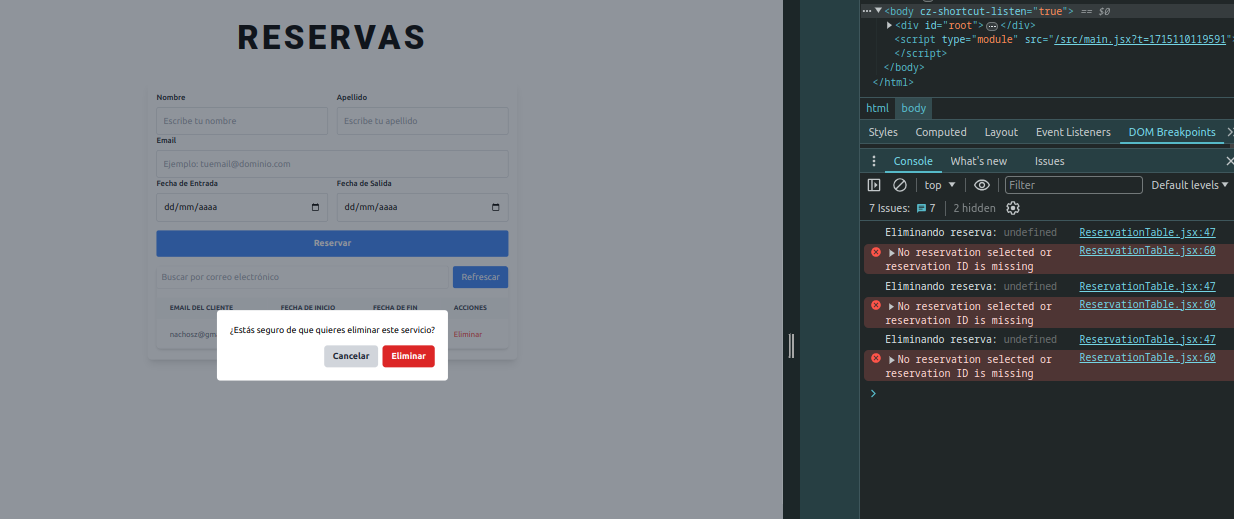 RESERVAS
Nombre
Apellido
Escribe tu nombre
Escribe tu apellido
Email
Ejemplo: tuemail@dominio.com
Fecha de Entrada
Fecha de Salida
dd/mm/aaaa
dd/mm/aaaa
Reservar
Buscar por correo electrónico
Refrescar
EMAIL DEL CLIENTE
FECHA DE INICIO
FECHA DE FIN
ACCIONES
nachosz@gm
Eliminar
¿Estás seguro de que quieres eliminar este servicio?
Cancelar
Eliminar
<body cz-shortcut-listen="true"> == $0
<div id="root"> </div>
<script type="module" src="/src/main.jsx?t=1715110119591"
</script>
</body>
</html>
html
body
Styles
Computed
Layout
Event Listeners
DOM Breakpoints
Console
What's new
Issues
top
Filter
Default levels
7 Issues: 7
2 hidden
Eliminando reserva: undefined
ReservationTable.jsx:47
No reservation selected or
ReservationTable.jsx:60
reservation ID is missing
Eliminando reserva: undefined
ReservationTable.jsx:47
No reservation selected or
ReservationTable.jsx:60
reservation ID is missing
Eliminando reserva: undefined
ReservationTable.jsx:47
No reservation selected or
ReservationTable.jsx:60
reservation ID is missing